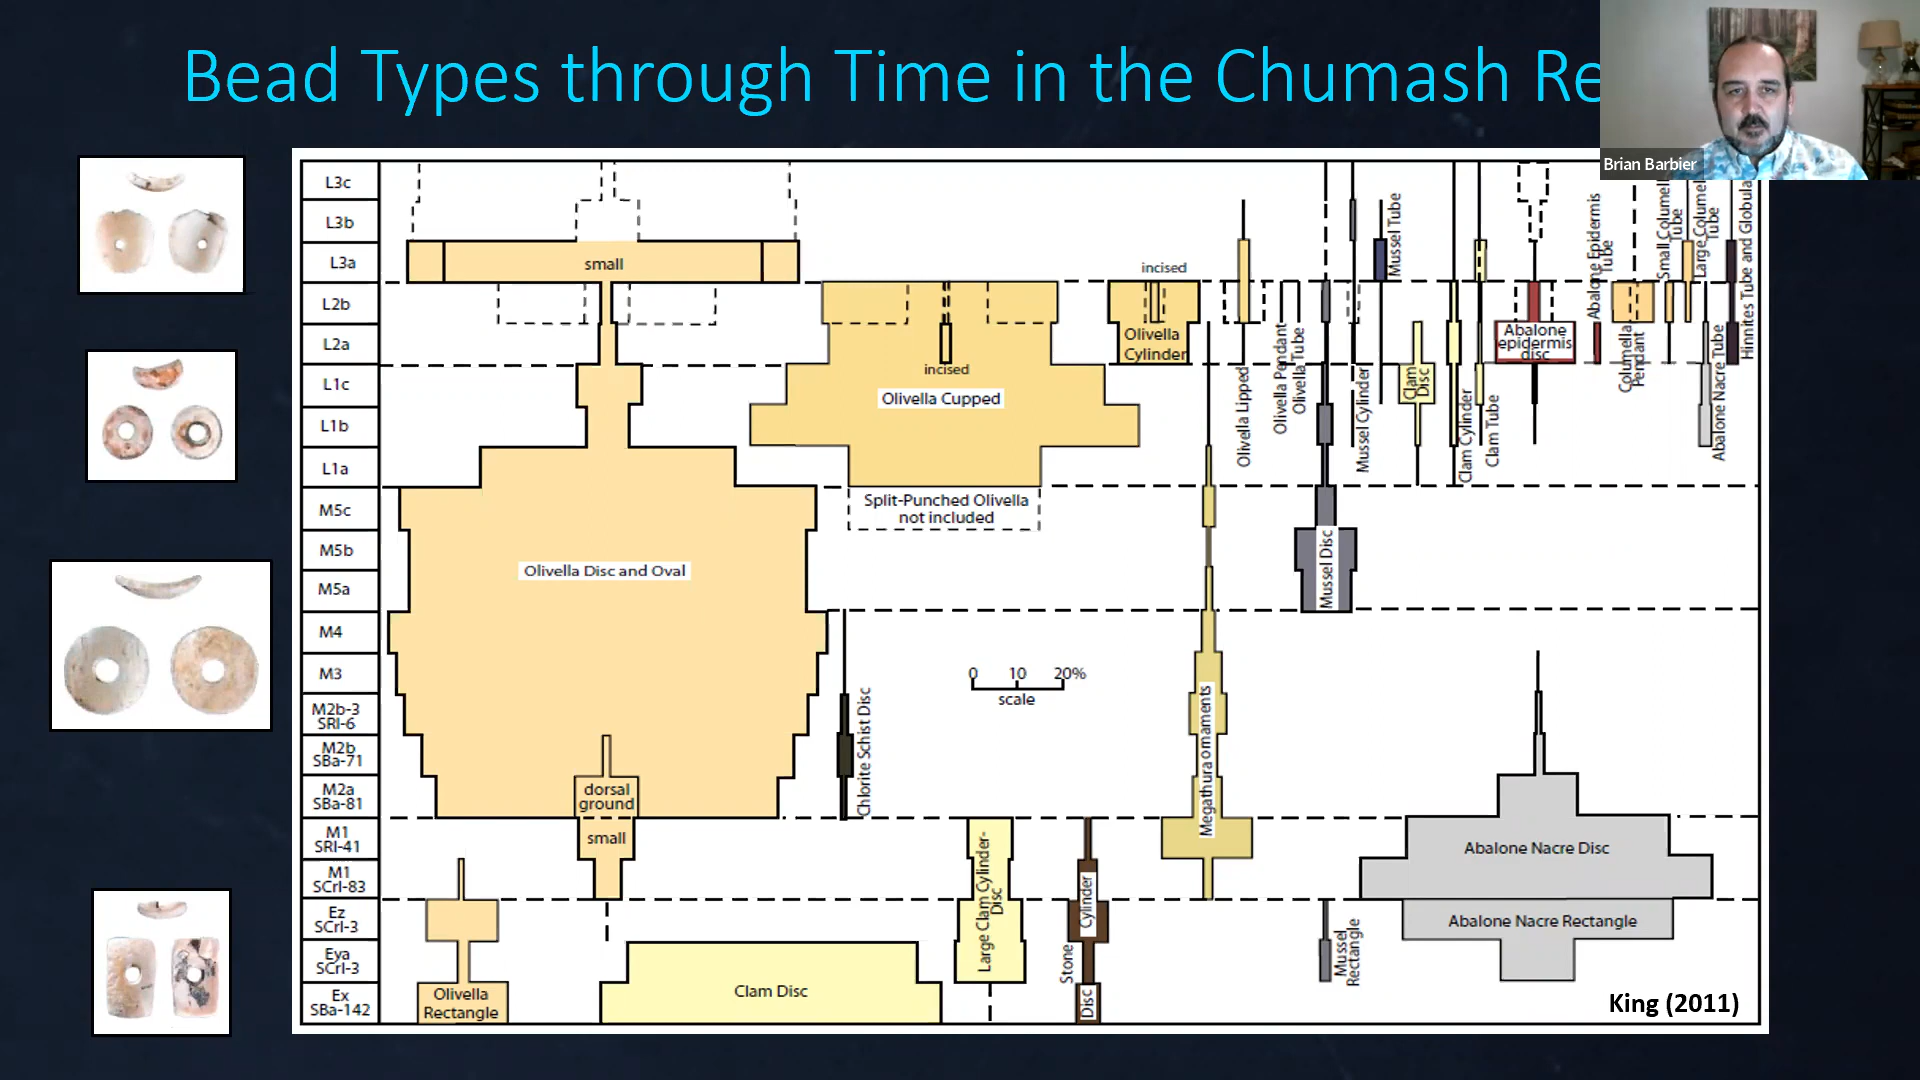 Bead Types through Time in the Chumash Re
Brian Barbier
L3c
L3b
L3a
L2b
L2a
L1c
L1b
L1a
M5c
M5b
M5a
M4
M3
M2b-3
SRI-6
M2b
SBa-71
M2a
SBa-81
M1
SRI-41
M1
SCrI-83
Ez
SCrI-3
Eya
SCrI-3
Ex
SBa-142
small
incised
Olivella
Cylinder
incised
Olivella Cupped
Split-Punched Olivella
not included
Olivella Disc and Oval
dorsal
ground
small
Chlorite Schist Disc
0 10 20%
scale
Olivella
Rectangle
Clam Disc
Large Clam Cylinder-
Disc
Stone
Cylinder
Disc
Megathura ornaments
Olivella Lipped
Olivella Pendant
Olivella Tube
Mussel Disc
Mussel Cylinder
Mussel Tube
Clam
Disc
Clam Cylinder
Clam Tube
Abalone
epidermis
disc
Abalone Epidermis
Tube
Columella
Pendant
Small Columel
Tube
Large Columel
Tube
Abalone Nacre Tube
Hinnites Tube and Globula
Mussel
Rectangle
Abalone Nacre Disc
Abalone Nacre Rectangle
King (2011)